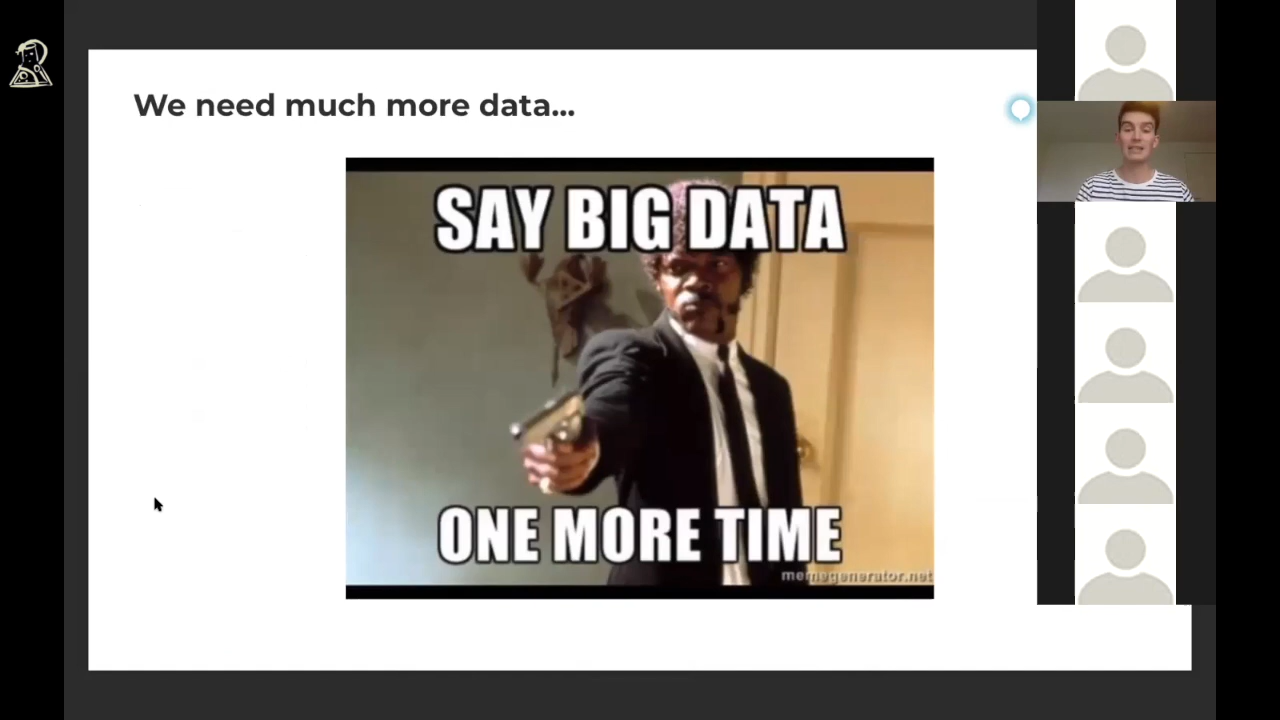 We need much more data...
SAY BIG DATA
ONE MORE TIME
memegenerator.net